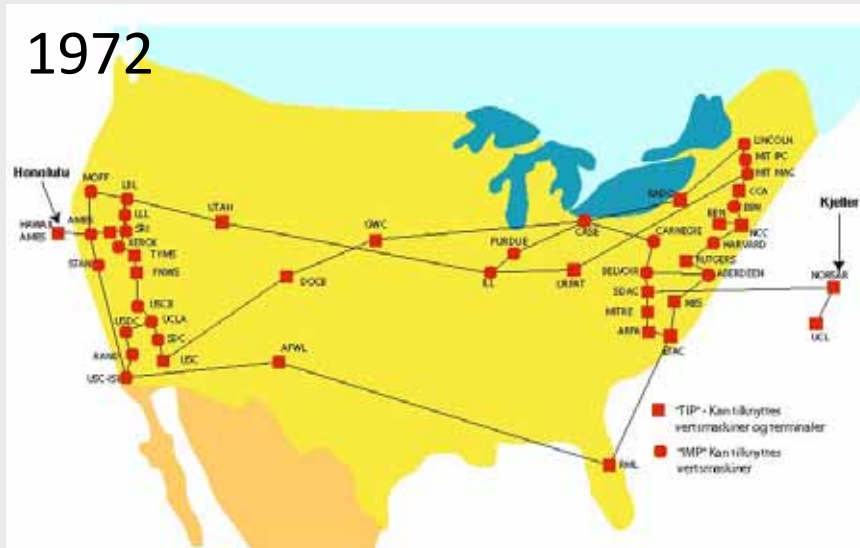 1972
LINCOLN
MIT IPC
MIT MAC
CCA
BBN
NCC
HARVARD
RUTGERS
ABERDEEN
Honolulu
Kjeller
MOFF
LBL
LLL
SRI
XEROX
TYMS
FNWS
UCSB
UCLA
SDC
USC
USDC
RAND
USC-ISI
HAWAII
AMES
AMES
STAN
UTAH
GWC
DOCB
AFWL
PURDUE
ILL
CASE
RADC
CARNEGIE
BELVOIR
SDAC
MITRE
ARPA
ETAC
NBS
NORSAR
UCL
RML
"TIP" - Kan tilknyttes
vertsmaskiner og terminaler
"IMP" Kan tilknyttes
vertsmaskiner